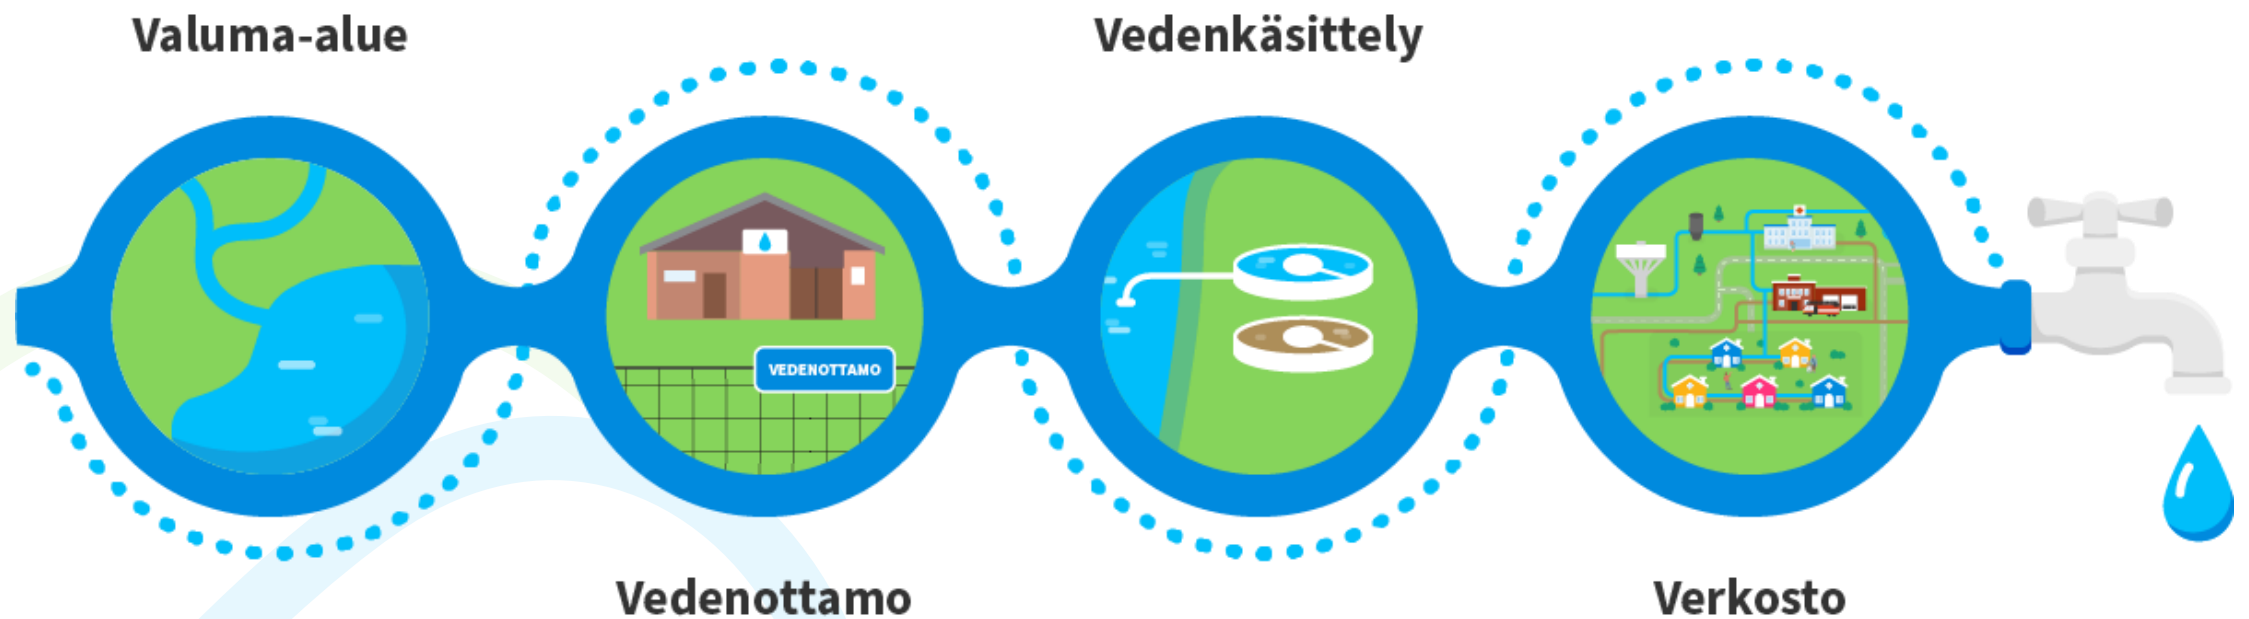 Valuma-alue
Vedenottamo
VEDENOTTAMO
Vedenkäsittely
Verkosto